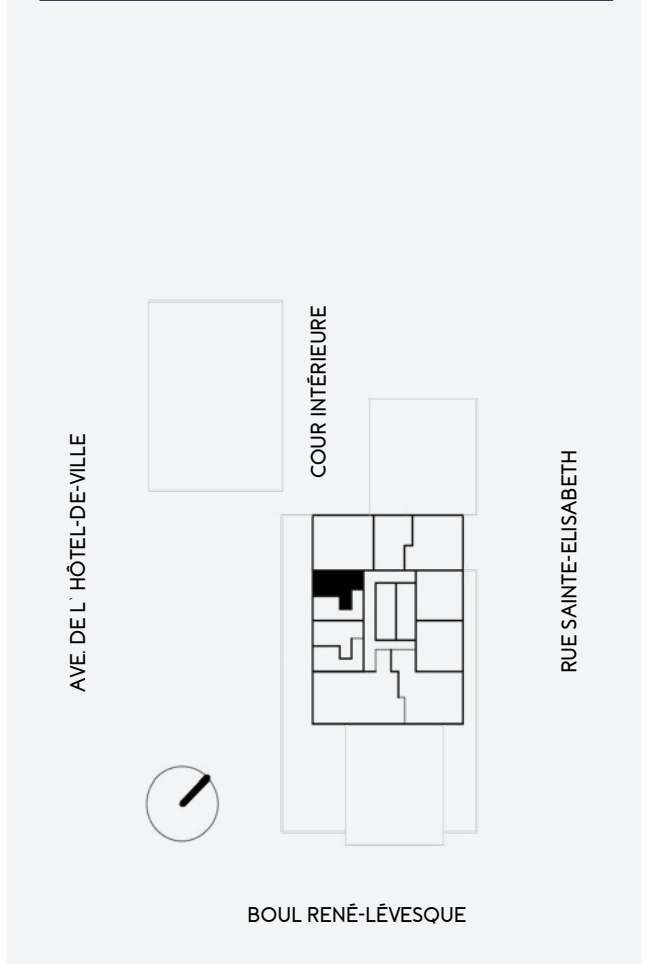 COUR INTÉRIEURE
AVE. DE L` HÔTEL-DE-VILLE
RUE SAINTE-ELISABETH
BOUL RENÉ-LÉVESQUE